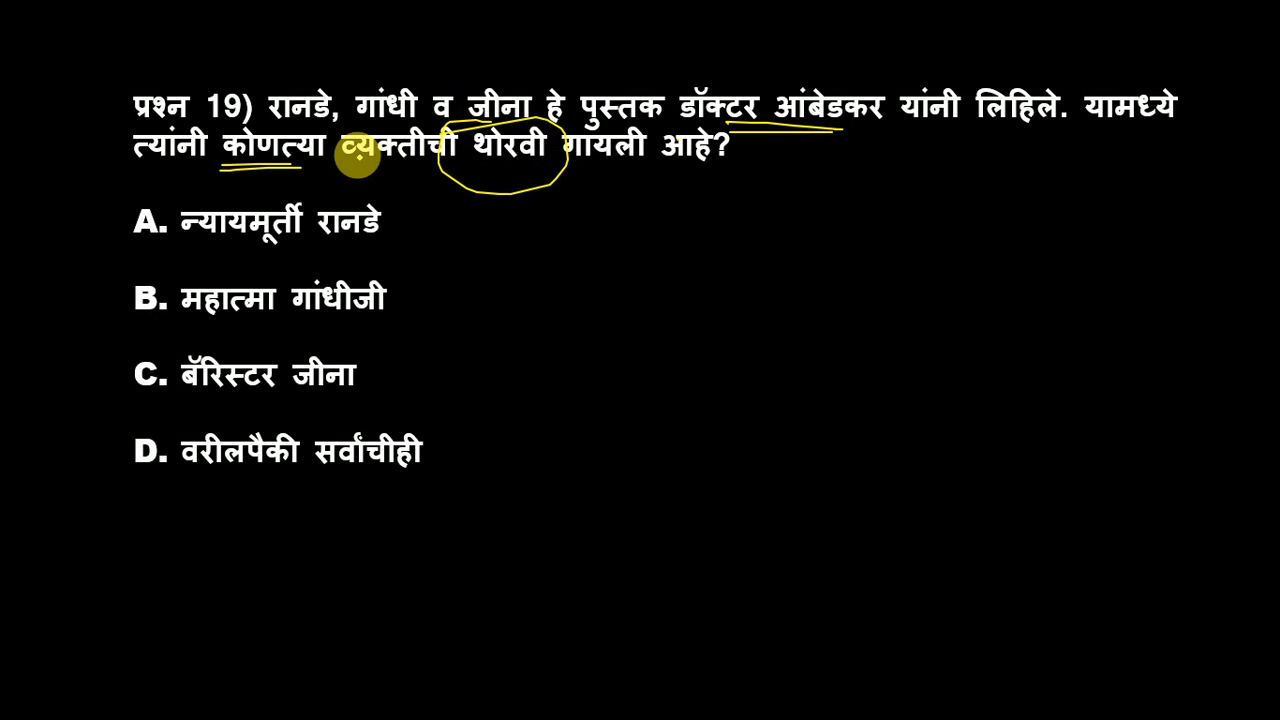 प्रश्न 19) रानडे, गांधी व जीना हे पुस्तक डॉक्टर आंबेडकर यांनी लिहिले. यामध्ये
त्यांनी कोणत्या व्यक्तीची थोरवी गायली आहे?
A. न्यायमूर्ती रानडे
B. महात्मा गांधीजी
C. बॅरिस्टर जीना
D. वरीलपैकी सर्वांचीही